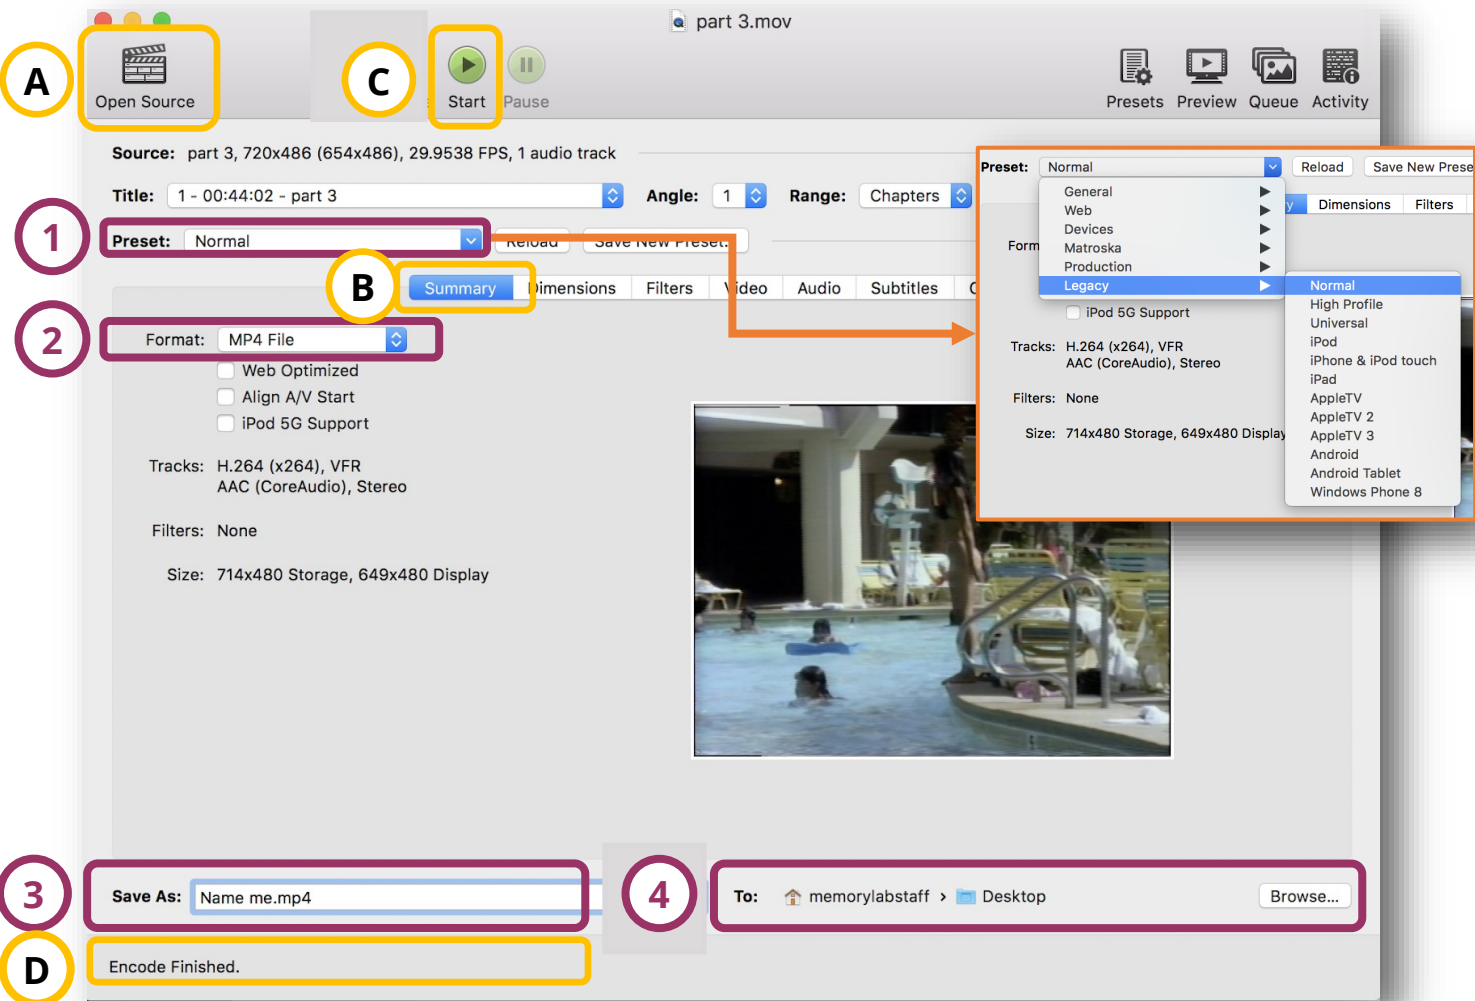 part 3.mov
A
C
Open Source
Start
Pause
Presets
Preview
Queue
Activity
Source: part 3, 720x486 (654x486), 29.9538 FPS, 1 audio track
Title: 1 - 00:44:02 - part 3
Angle: 1
Range: Chapters
1
Preset: Normal
Reload
Save New Preset...
B
Summary
Dimensions
Filters
Video
Audio
Subtitles
2
Format: MP4 File
Web Optimized
Align A/V Start
iPod 5G Support
Tracks: H.264 (x264), VFR
AAC (CoreAudio), Stereo
Filters: None
Size: 714x480 Storage, 649x480 Display
Preset: Normal
Reload
Save New Prese
General
Web
Devices
Matroska
Production
Legacy
Dimensions
Filters
Form
iPod 5G Support
Tracks: H.264 (x264), VFR
AAC (CoreAudio), Stereo
Filters: None
Size: 714x480 Storage, 649x480 Display
Normal
High Profile
Universal
iPod
iPhone & iPod touch
iPad
AppleTV
AppleTV 2
AppleTV 3
Android
Android Tablet
Windows Phone 8
3
Save As: Name me.mp4
4
To: memorylabstaff › Desktop
Browse...
D
Encode Finished.